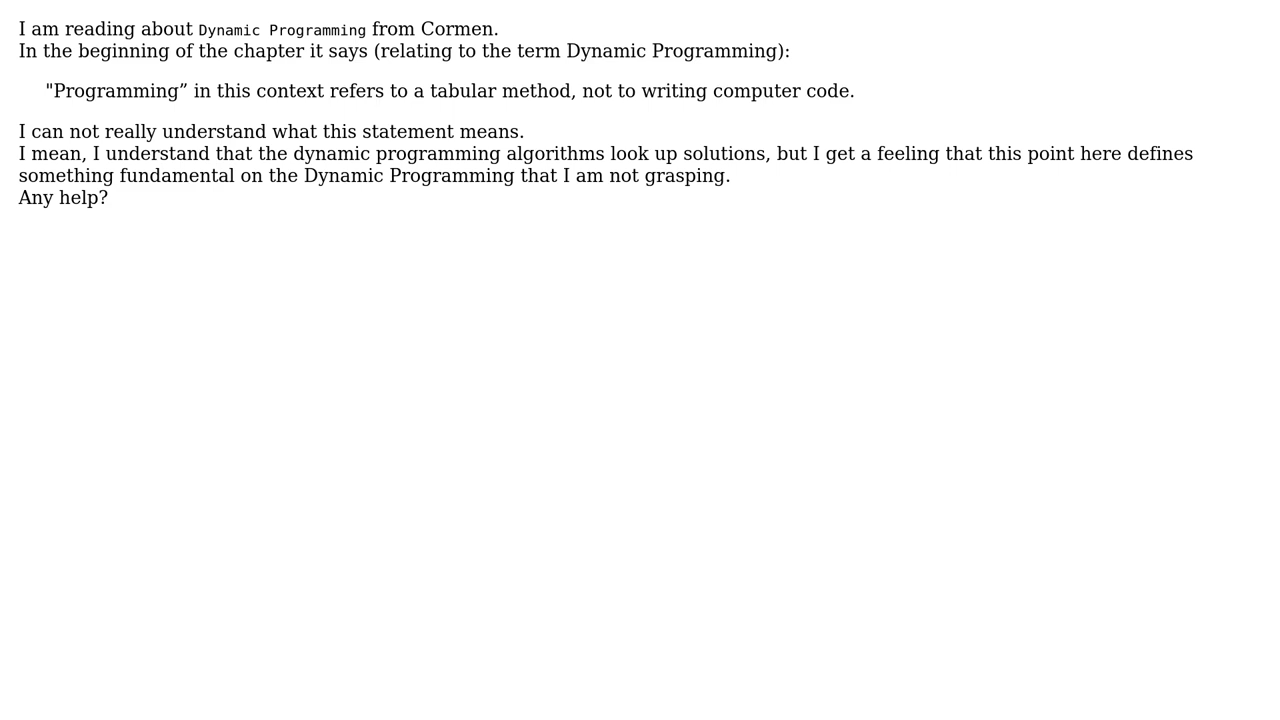 I am reading about Dynamic Programming from Cormen.
In the beginning of the chapter it says (relating to the term Dynamic Programming):
"Programming” in this context refers to a tabular method, not to writing computer code.
I can not really understand what this statement means.
I mean, I understand that the dynamic programming algorithms look up solutions, but I get a feeling that this point here defines
something fundamental on the Dynamic Programming that I am not grasping.
Any help?